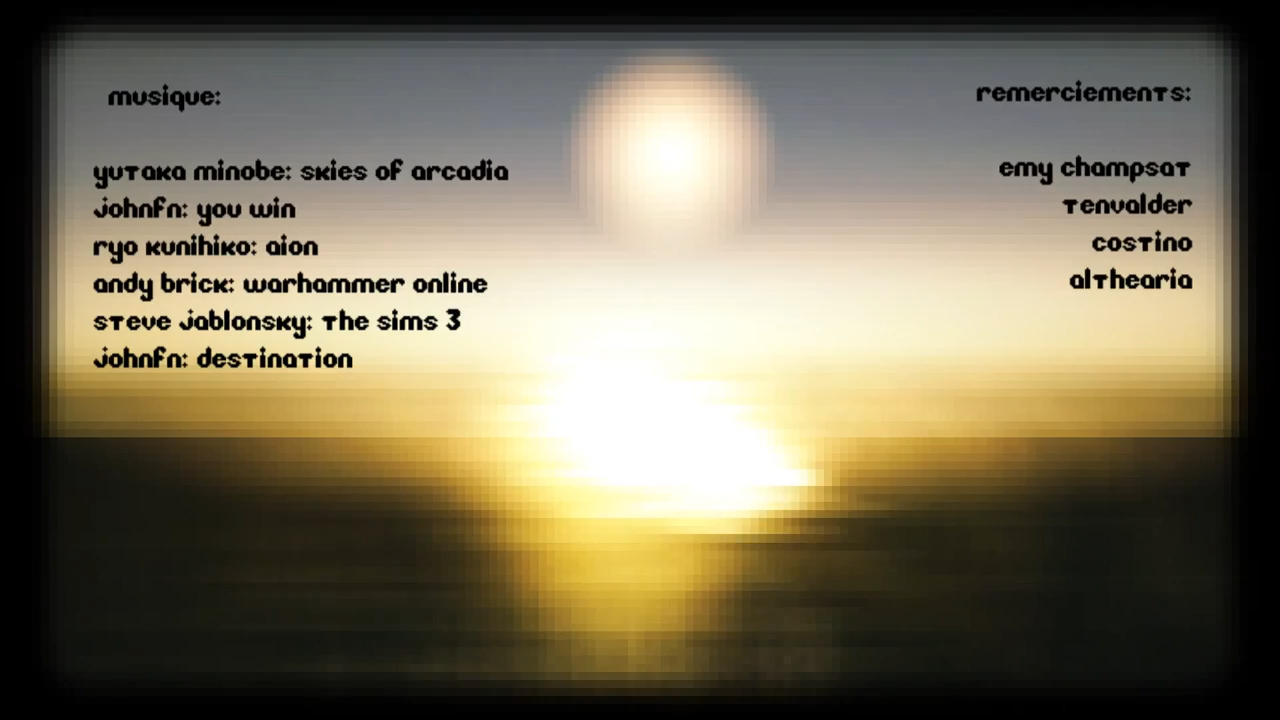 musique:
yutaka minobe: skies of arcadia
johnfn: you win
ryo kunihiko: aion
andy brick: warhammer online
steve jablonsky: the sims 3
johnfn: destination
remerciements:
emy champsat
tenvalder
costino
althearia